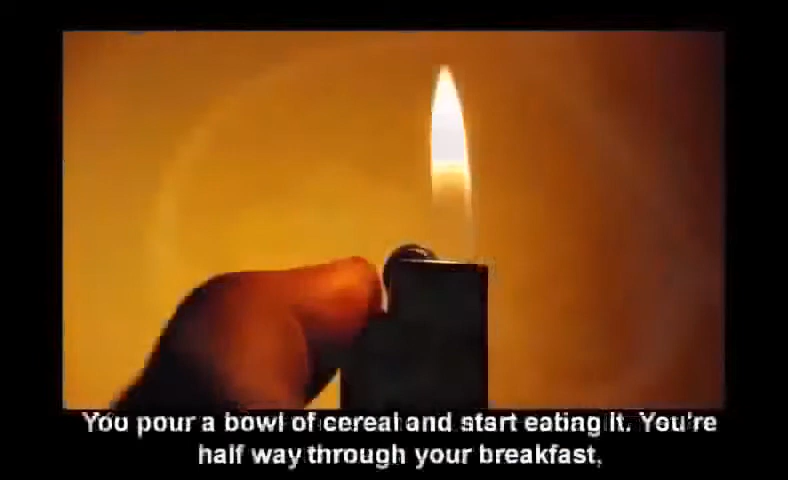 You pour a bowl of cereal and start eating it. You're
half way through your breakfast,